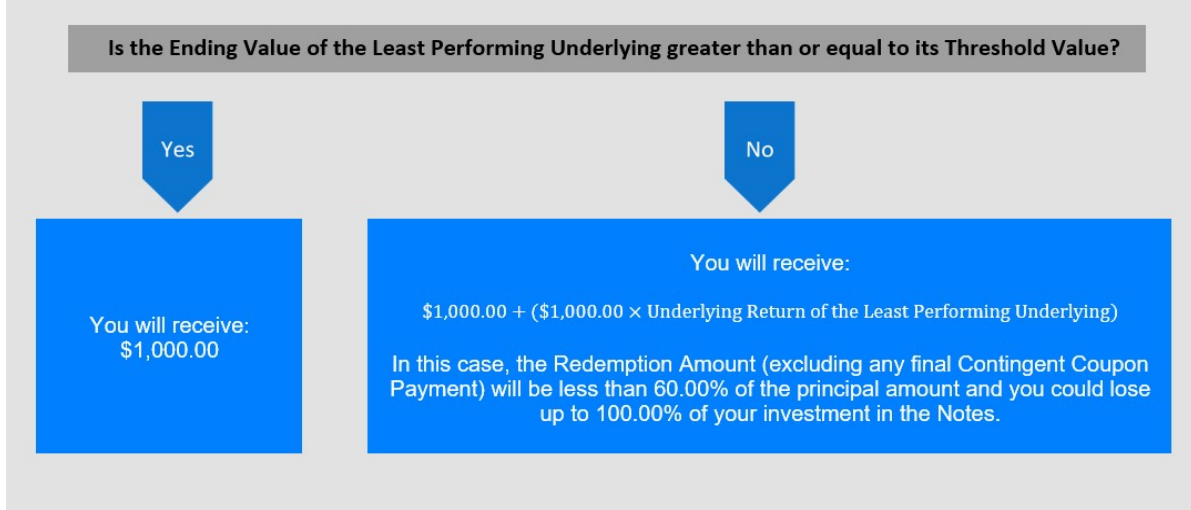 Is the Ending Value of the Least Performing Underlying greater than or equal to its Threshold Value?
Yes
No
You will receive:
$1,000.00
You will receive:
$1,000.00 + ($1,000.00 × Underlying Return of the Least Performing Underlying)
In this case, the Redemption Amount (excluding any final Contingent Coupon
Payment) will be less than 60.00% of the principal amount and you could lose
up to 100.00% of your investment in the Notes.